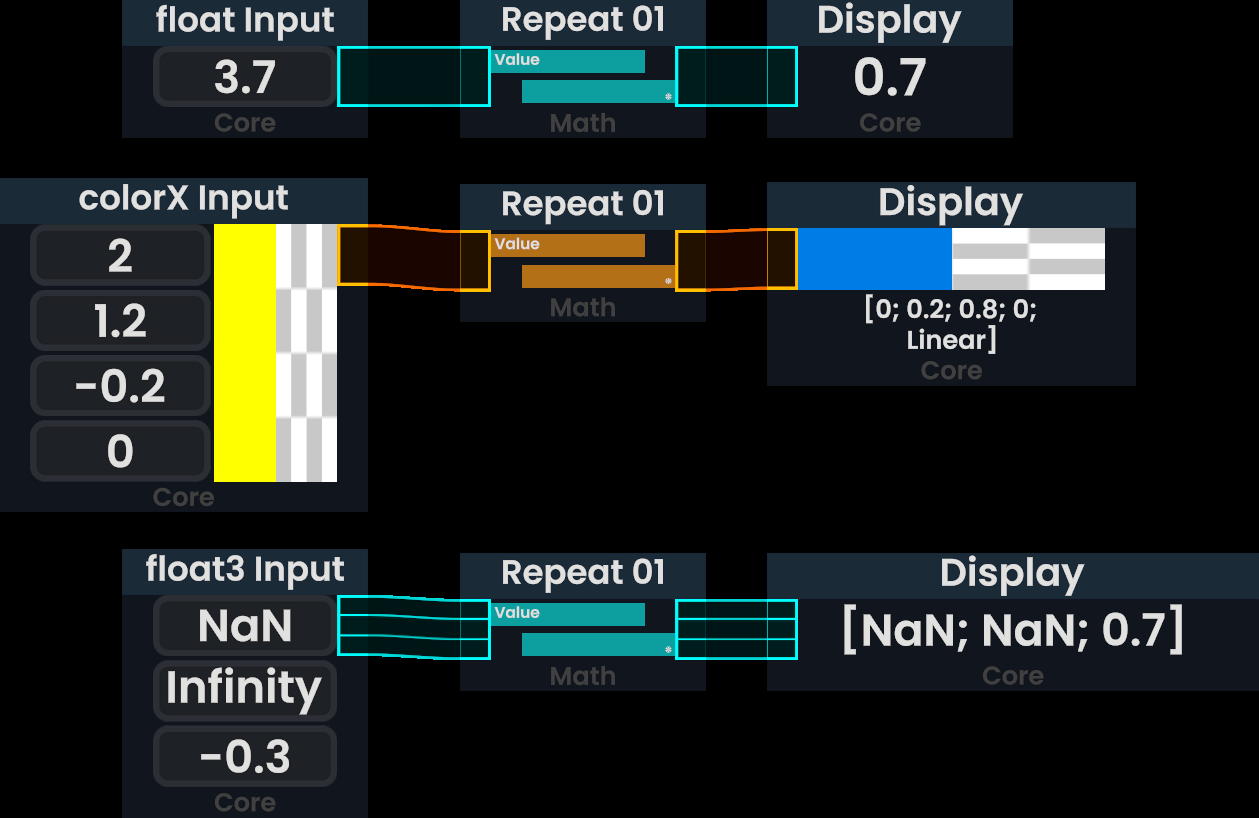 float Input
Repeat 01
Display
3.7
Value
0.7
Core
Math
Core
colorX Input
Repeat 01
Display
2
1.2
-0.2
0
Value
[0; 0.2; 0.8; 0;
Linear]
Core
Math
Core
float3 Input
Repeat 01
Display
NaN
Infinity
-0.3
Value
[NaN; NaN; 0.7]
Core
Math
Core